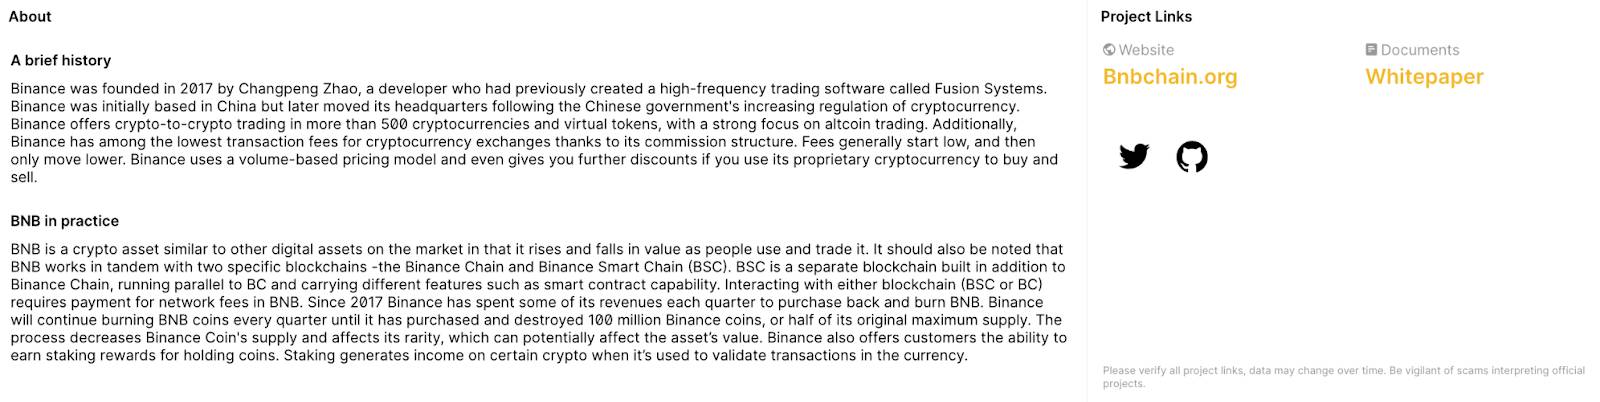 About
A brief history
Binance was founded in 2017 by Changpeng Zhao, a developer who had previously created a high-frequency trading software called Fusion Systems.
Binance was initially based in China but later moved its headquarters following the Chinese government's increasing regulation of cryptocurrency.
Binance offers crypto-to-crypto trading in more than 500 cryptocurrencies and virtual tokens, with a strong focus on altcoin trading. Additionally,
Binance has among the lowest transaction fees for cryptocurrency exchanges thanks to its commission structure. Fees generally start low, and then
only move lower. Binance uses a volume-based pricing model and even gives you further discounts if you use its proprietary cryptocurrency to buy and
sell.
BNB in practice
BNB is a crypto asset similar to other digital assets on the market in that it rises and falls in value as people use and trade it. It should also be noted that
BNB works in tandem with two specific blockchains -the Binance Chain and Binance Smart Chain (BSC). BSC is a separate blockchain built in addition to
Binance Chain, running parallel to BC and carrying different features such as smart contract capability. Interacting with either blockchain (BSC or BC)
requires payment for network fees in BNB. Since 2017 Binance has spent some of its revenues each quarter to purchase back and burn BNB. Binance
will continue burning BNB coins every quarter until it has purchased and destroyed 100 million Binance coins, or half of its original maximum supply. The
process decreases Binance Coin's supply and affects its rarity, which can potentially affect the asset’s value. Binance also offers customers the ability to
earn staking rewards for holding coins. Staking generates income on certain crypto when it’s used to validate transactions in the currency.
Project Links
Website
Bnbchain.org
Documents
Whitepaper
Please verify all project links, data may change over time. Be vigilant of scams interpreting official
projects.